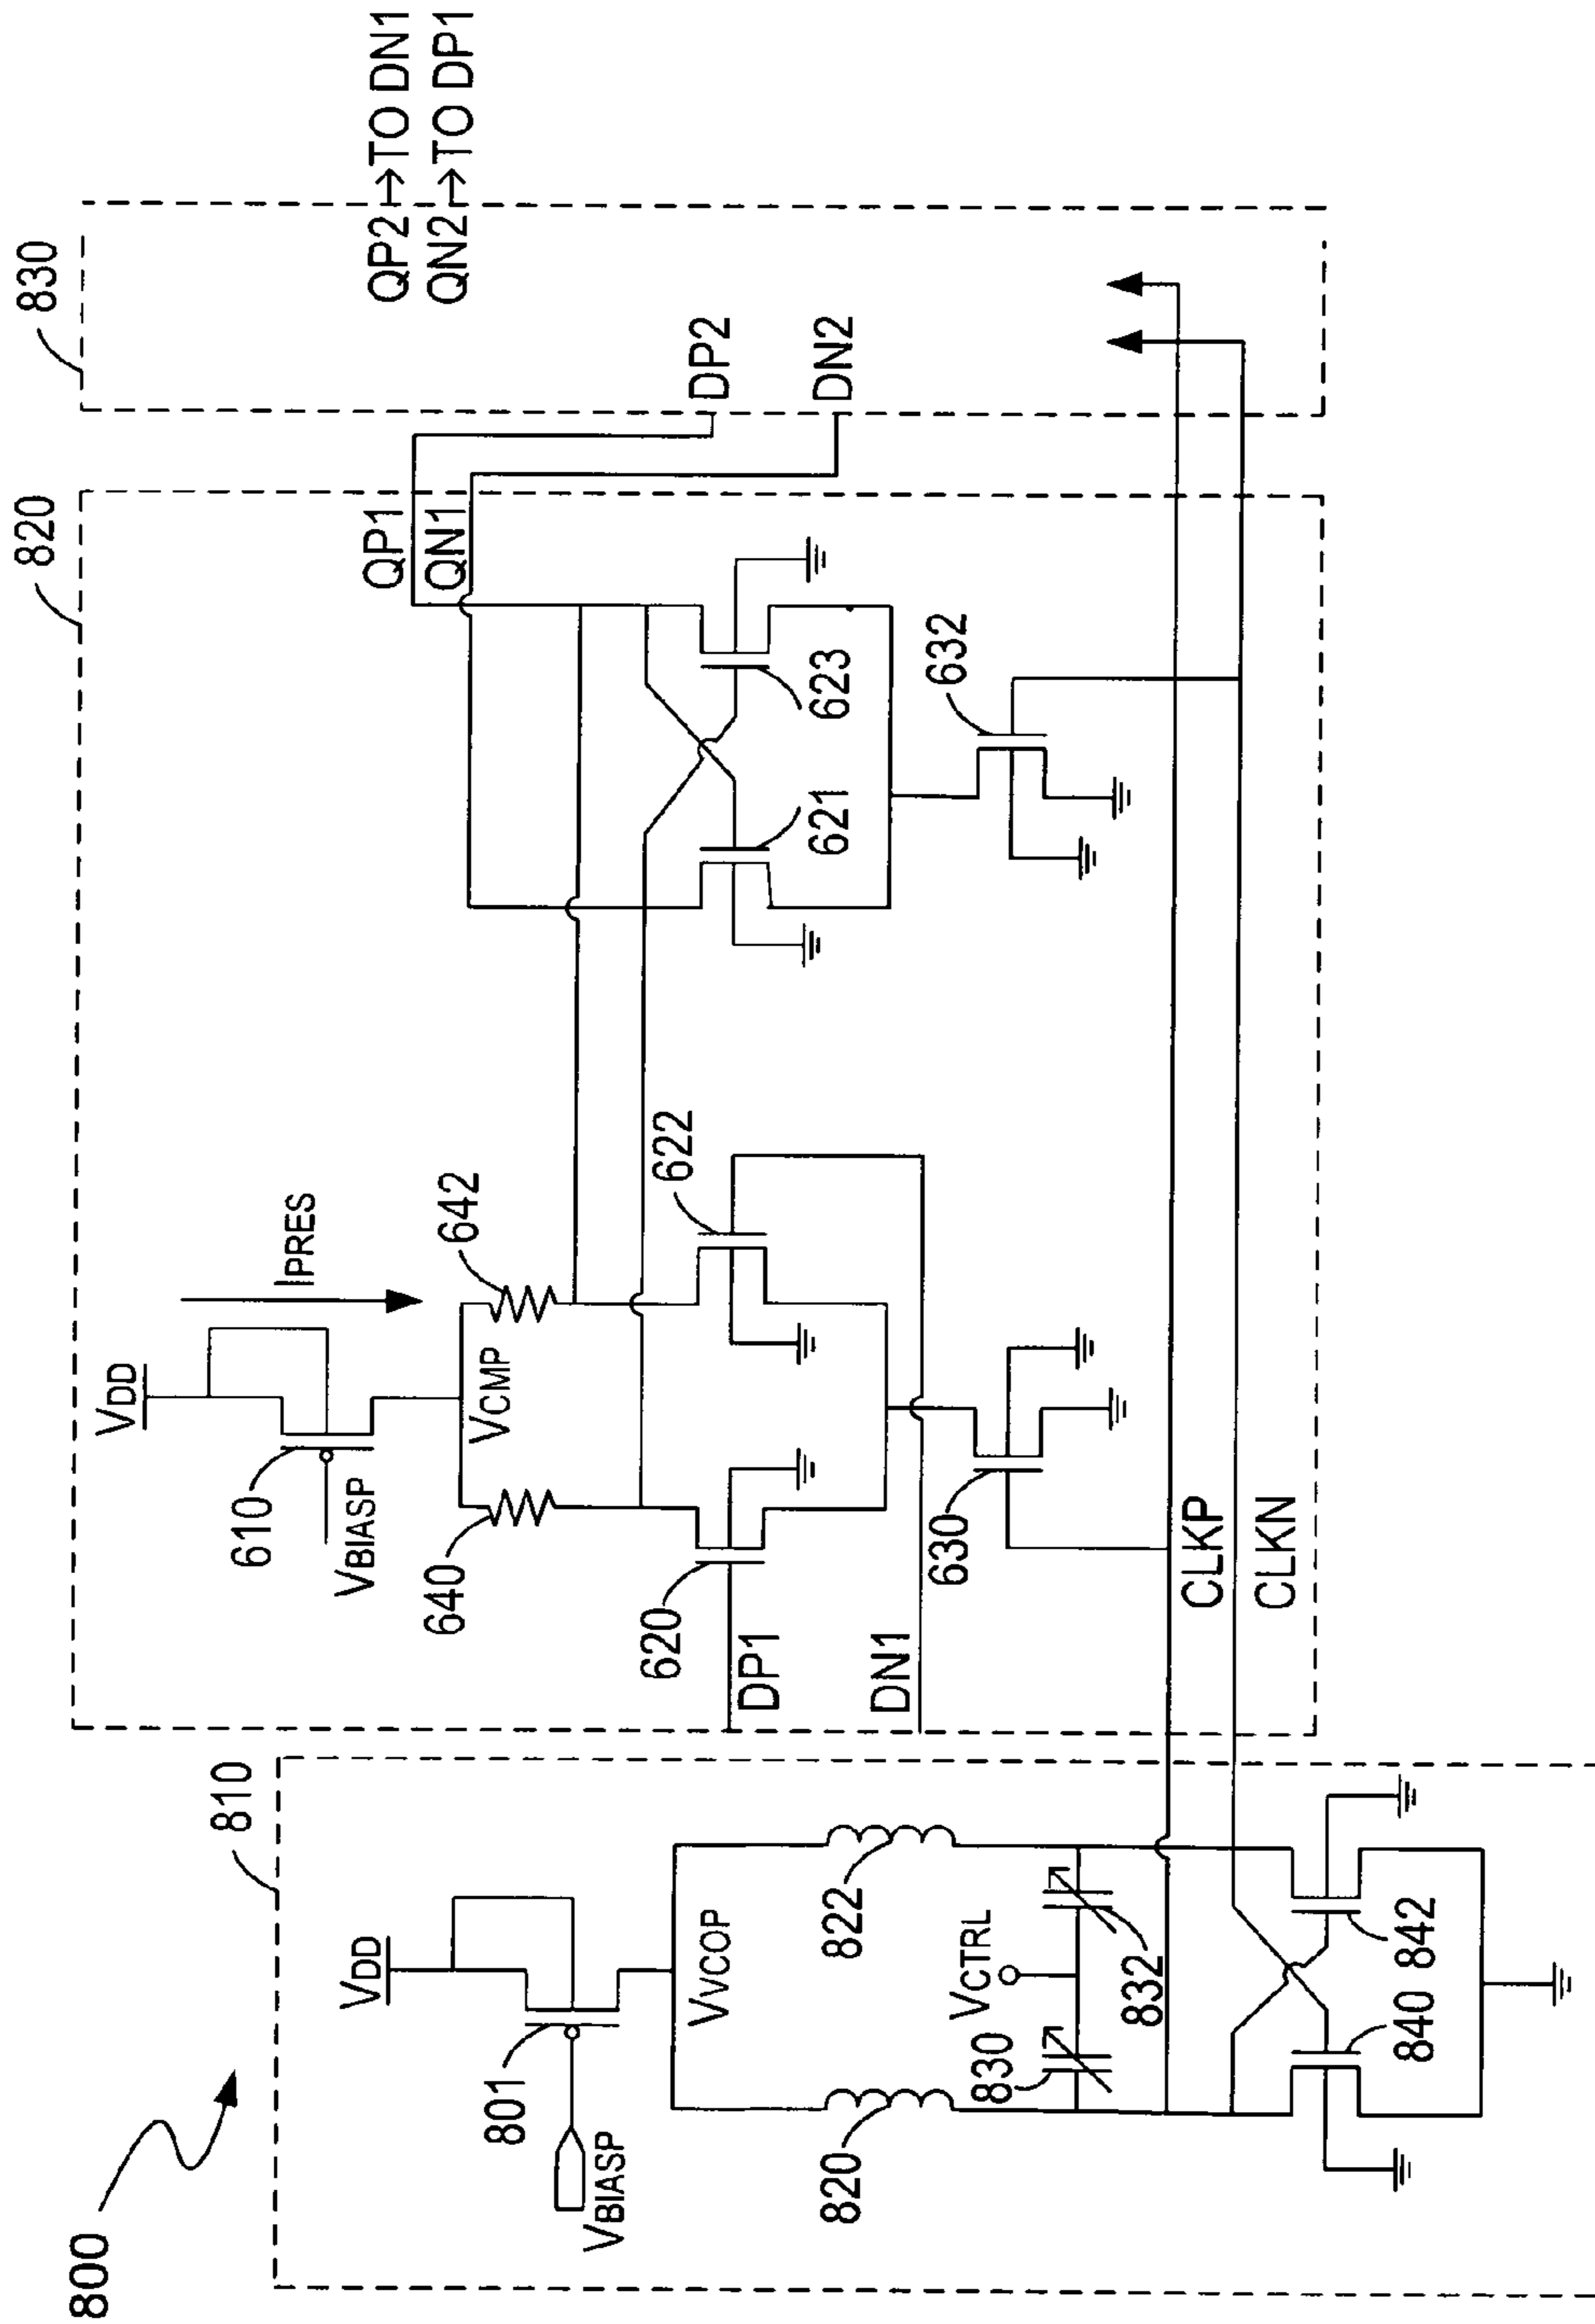 800
810
VDD
801
VBIASP
VVCOP
820
822
830
VCTRL
832
840
842
820
VDD
610
VBIASP
IPRES
640
VCMP
642
620
622
DP1
DN1
630
CLKP
CLKN
QP1
QN1
621
623
632
830
DP2
DN2
QP2→TO DN1
QN2→TO DP1